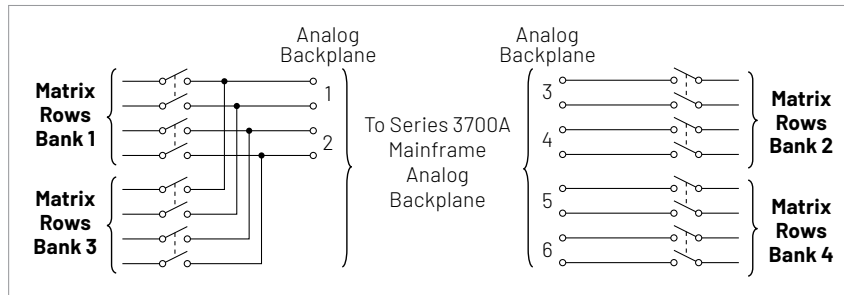 Analog
Backplane
Matrix
Rows
Bank 1
1
2
Matrix
Rows
Bank 3
To Series 3700A
Mainframe
Analog
Backplane
Analog
Backplane
3
4
5
6
Matrix
Rows
Bank 2
Matrix
Rows
Bank 4